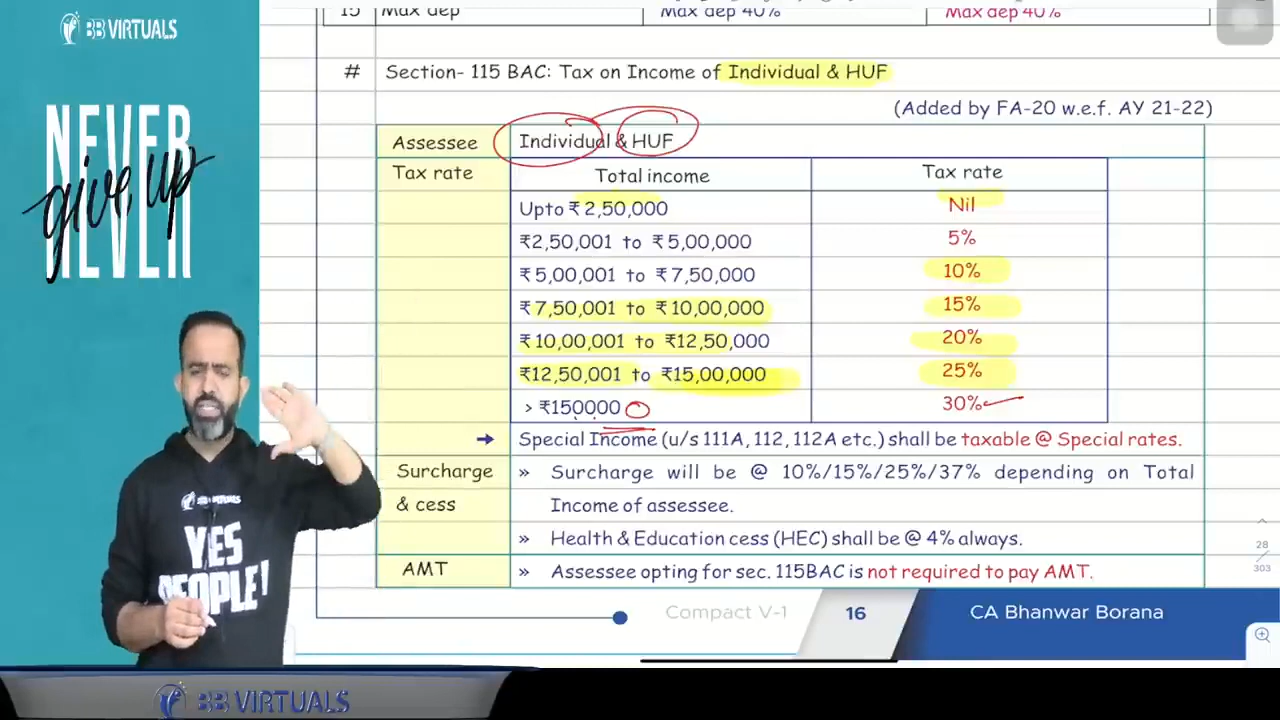 BB VIRTUALS
15 Max dep Max dep 40% Max dep 40%
NEVER
give up
NEVER
# Section- 115 BAC: Tax on Income of Individual & HUF
(Added by FA-20 w.e.f. AY 21-22)
Assessee Individual & HUF
Tax rate Total income Tax rate
Upto ₹ 2,50,000 Nil
₹2,50,001 to ₹ 5,00,000 5%
₹ 5,00,001 to ₹ 7,50,000 10%
₹ 7,50,001 to ₹ 10,00,000 15%
₹ 10,00,001 to ₹12,50,000 20%
₹12,50,001 to ₹15,00,000 25%
> ₹150000 0 30%
→ Special Income (u/s 111A, 112, 112A etc.) shall be taxable @ Special rates.
Surcharge & cess » Surcharge will be @ 10%/15%/25%/37% depending on Total
Income of assessee.
» Health & Education cess (HEC) shall be @ 4% always.
AMT » Assessee opting for sec. 115BAC is not required to pay AMT.
BB VIRTUALS
YES
PEOPLE!
28
303
Compact V-1 16 CA Bhanwar Borana
BB VIRTUALS